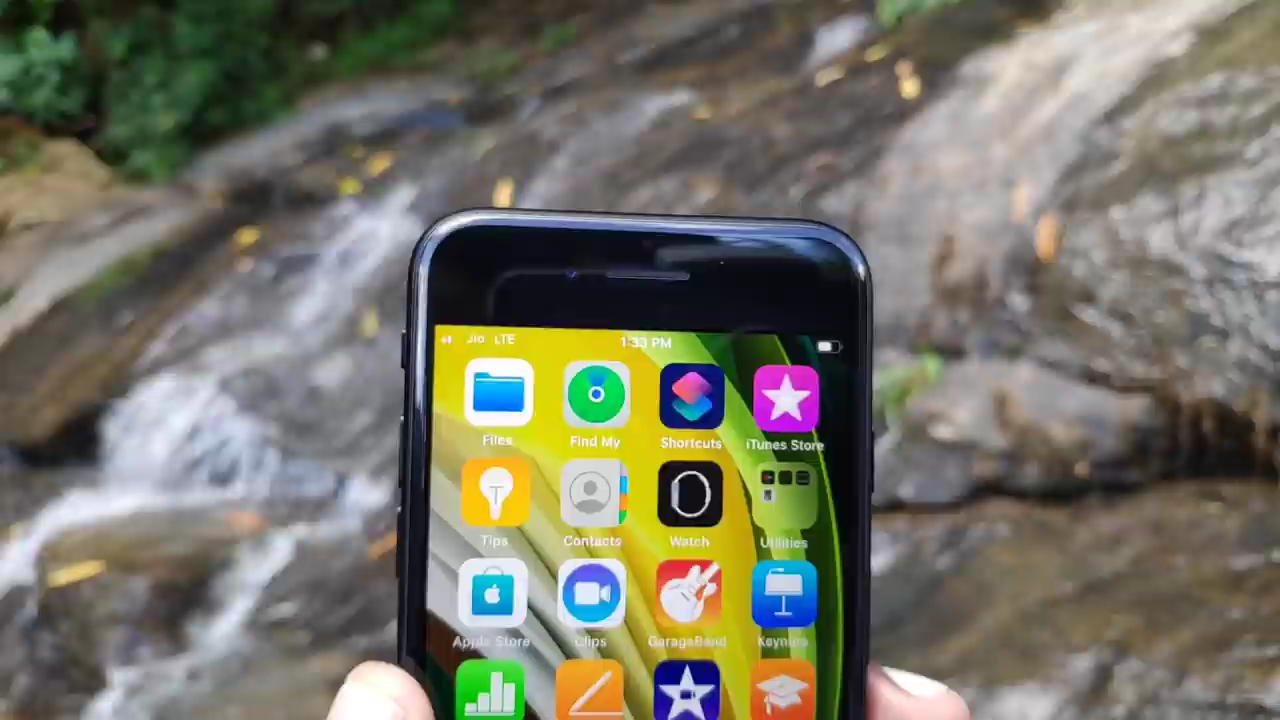 Jio LTE 1:33 PM
Files Find My Shortcuts iTunes Store
Tips Contacts Watch Utilities
Apple Store Clips GarageBand Keynote